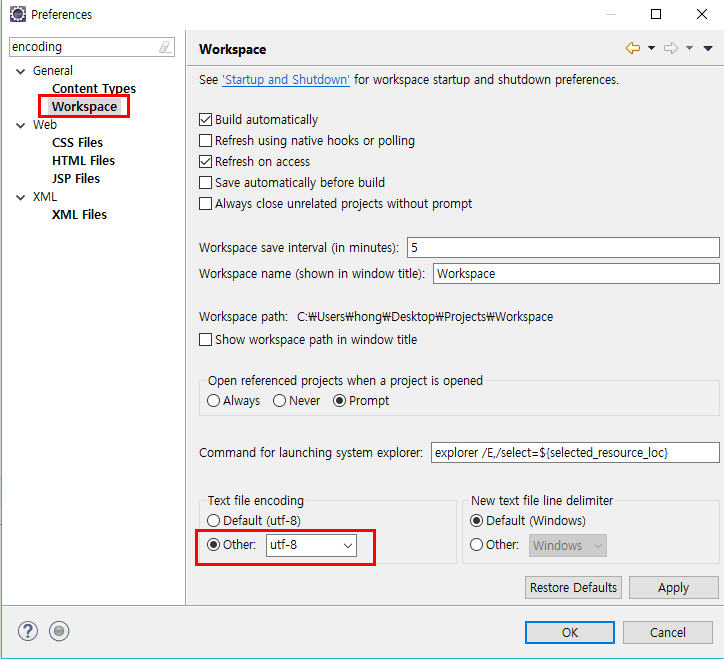 Preferences
encoding
General
Content Types
Workspace
Web
CSS Files
HTML Files
JSP Files
XML
XML Files
Workspace
See 'Startup and Shutdown' for workspace startup and shutdown preferences.
Build automatically
Refresh using native hooks or polling
Refresh on access
Save automatically before build
Always close unrelated projects without prompt
Workspace save interval (in minutes): 5
Workspace name (shown in window title): Workspace
Workspace path: C:₩Users₩hong₩Desktop₩Projects₩Workspace
Show workspace path in window title
Open referenced projects when a project is opened
Always Never Prompt
Command for launching system explorer: explorer /E,/select=${selected_resource_loc}
Text file encoding
Default (utf-8)
Other: utf-8
New text file line delimiter
Default (Windows)
Other: Windows
Restore Defaults Apply
? OK Cancel